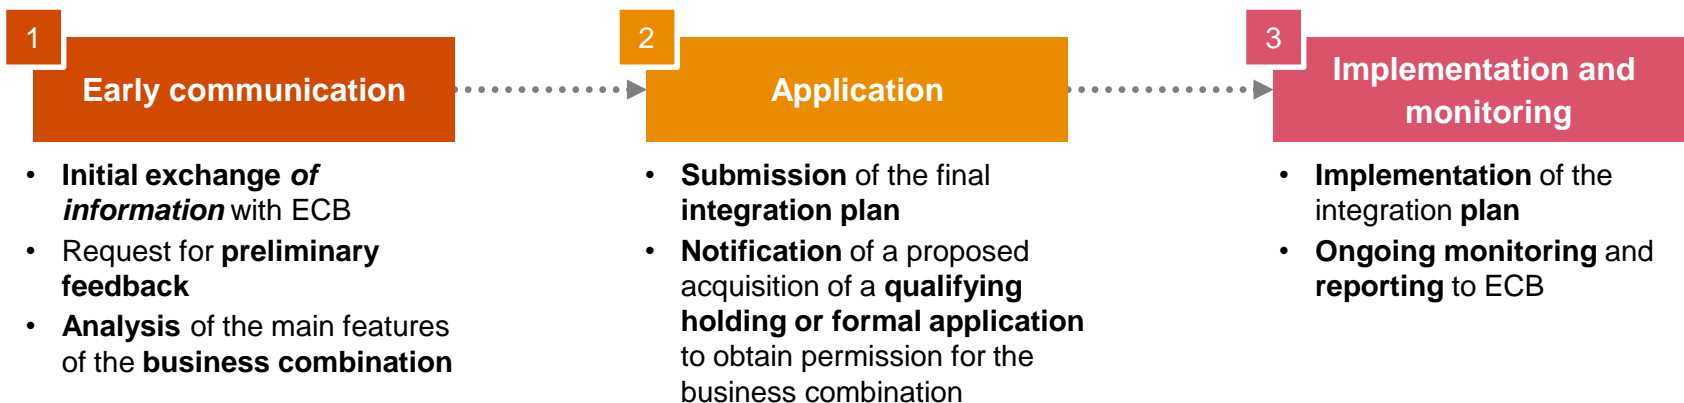 1
Early communication
• Initial exchange of
information with ECB
• Request for preliminary
feedback
• Analysis of the main features
of the business combination
2
Application
• Submission of the final
integration plan
• Notification of a proposed
acquisition of a qualifying
holding or formal application
to obtain permission for the
business combination
3
Implementation and
monitoring
• Implementation of the
integration plan
• Ongoing monitoring and
reporting to ECB